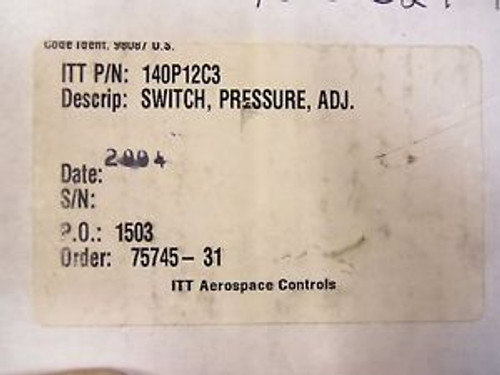 Code Ident. 98087 U.S.
ITT P/N: 140P12C3
Descrip: SWITCH, PRESSURE, ADJ.
Date: 2004
S/N:
P.O.: 1503
Order: 75745-31
ITT Aerospace Controls